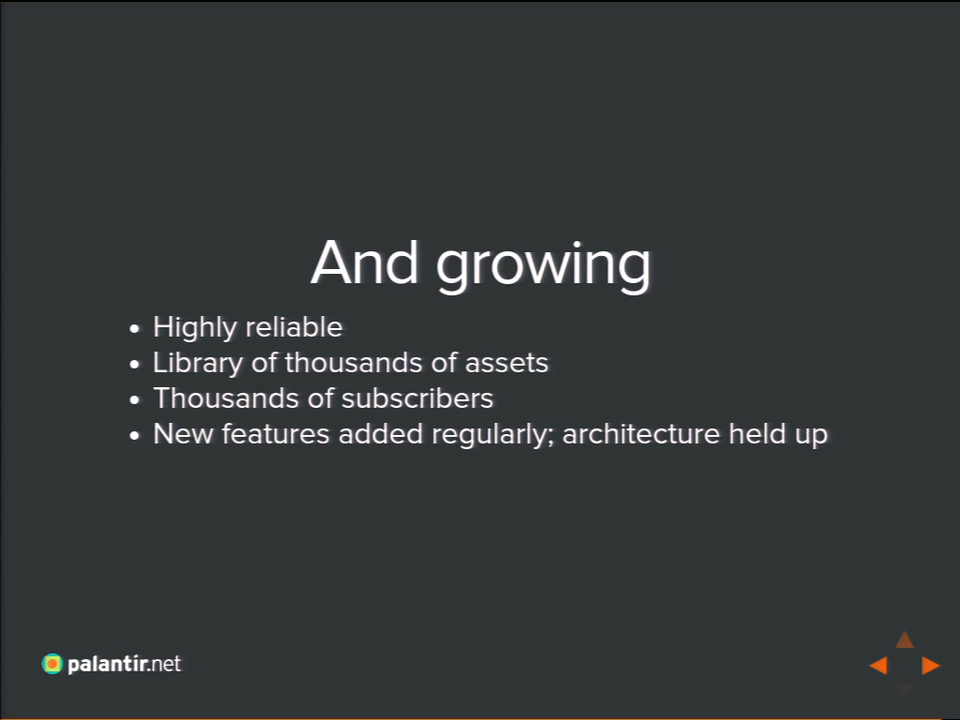 And growing
• Highly reliable
• Library of thousands of assets
• Thousands of subscribers
• New features added regularly; architecture held up
palantir.net